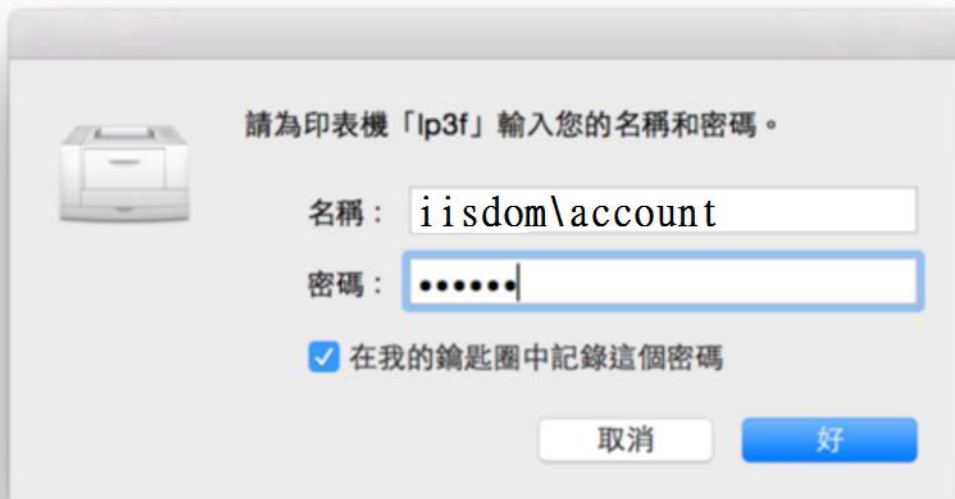 請為印表機「lp3f」輸入您的名稱和密碼。
名稱： iisdom\account
密碼： ••••••
在我的鑰匙圈中記錄這個密碼
取消 好